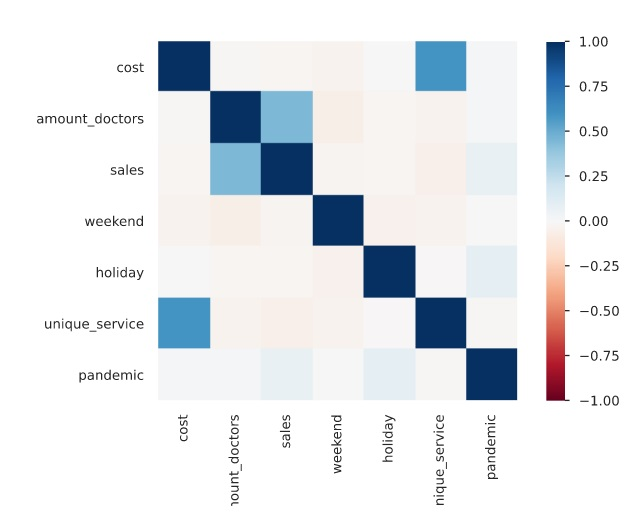 cost
amount_doctors
sales
weekend
holiday
unique_service
pandemic
cost
nount_doctors
sales
weekend
holiday
nique_service
pandemic
1.00
0.75
0.50
0.25
0.00
−0.25
−0.50
−0.75
−1.00